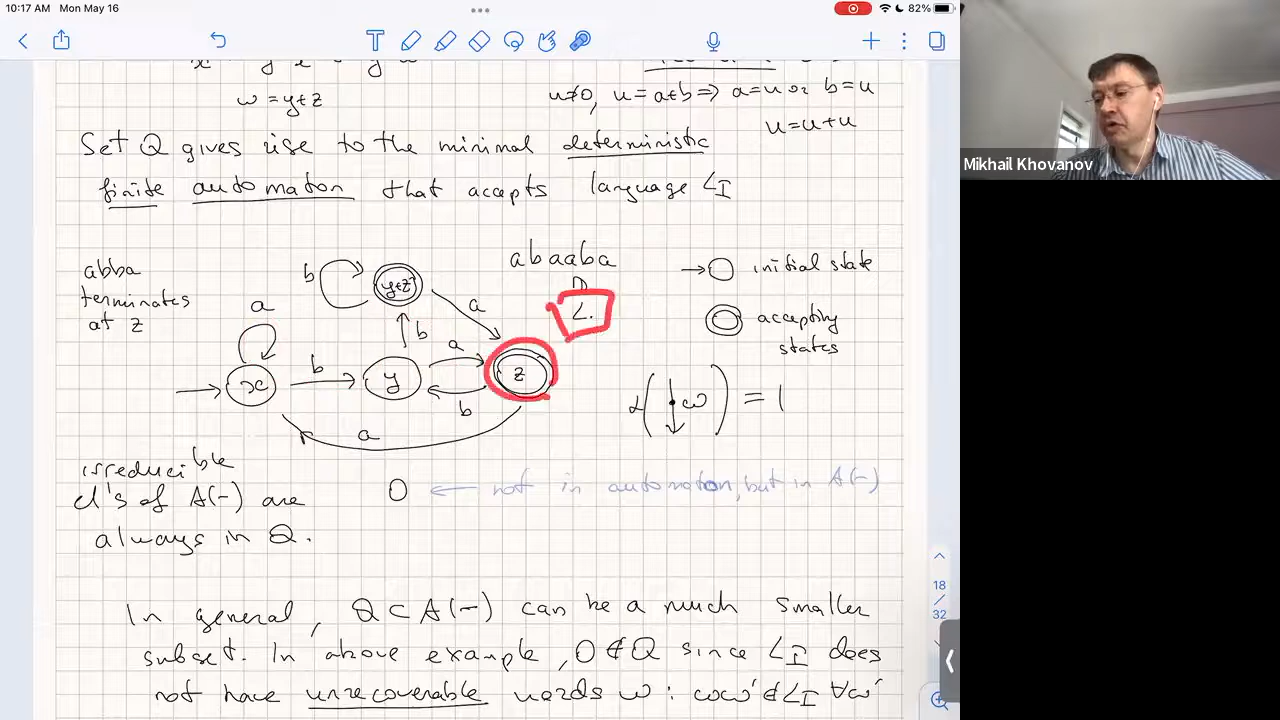 10:17 AM Mon May 16
82%
w = y+z
u≠0, u = a+b => a=u or b=u
u = u+u
Set Q gives rise to the minimal deterministic
finite automaton that accepts language L_I
abba
terminates
at z
abaaba
L.
b
y+z
a
a
b
a
x
b
y
z
b
a
→ initial state
accepting
states
α( ω ) = 1
irreducible
el's of A(-) are
always in Q.
0 ← not in automaton, but in A(-)
In general, Q ⊂ A(-) can be a much smaller
subset. In above example, 0 ∉ Q since L_I does
not have unrecoverable words w : ωω' ∉ L_I ∀ω'
18
/
32
Mikhail Khovanov